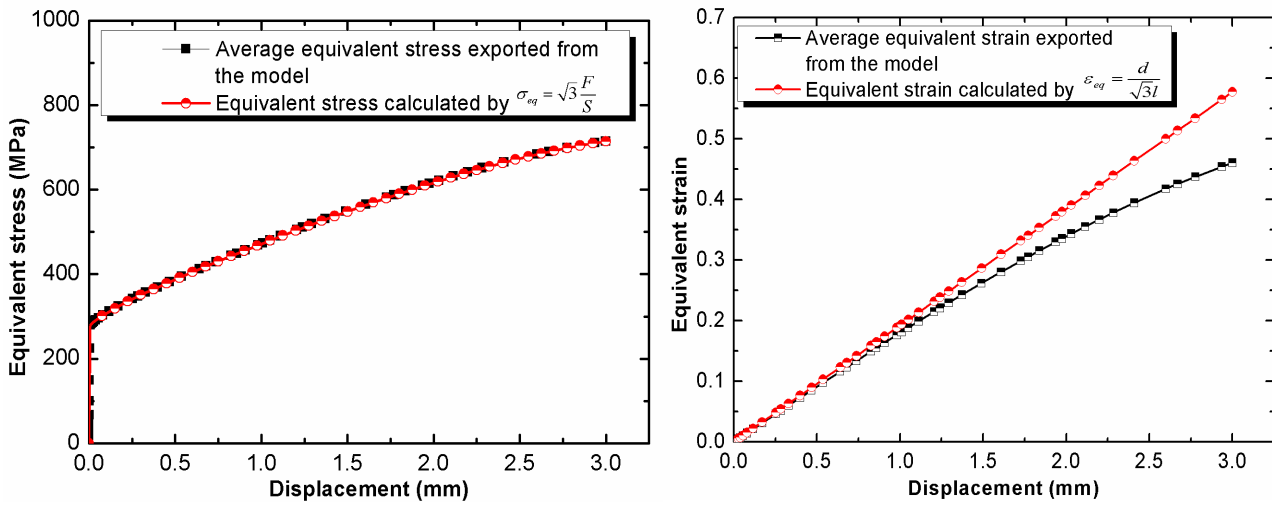 1000
800
600
400
200
0
Equivalent stress (MPa)
Average equivalent stress exported from
the model
Equivalent stress calculated by σeq = √3 F/S
0.0 0.5 1.0 1.5 2.0 2.5 3.0
Displacement (mm)
0.7
0.6
0.5
0.4
0.3
0.2
0.1
0.0
Equivalent strain
Average equivalent strain exported
from the model
Equivalent strain calculated by εeq = d/√3l
0.0 0.5 1.0 1.5 2.0 2.5 3.0
Displacement (mm)